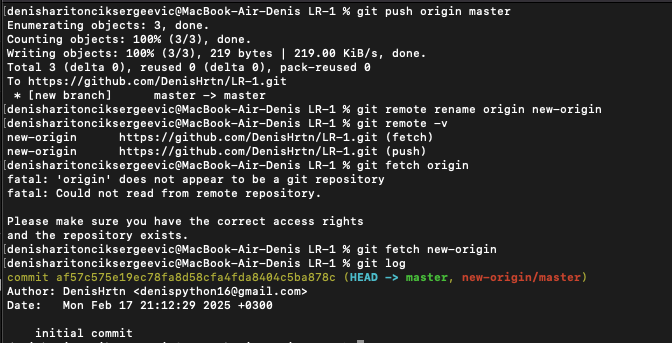 [denisharitonciksergeevic@MacBook-Air-Denis LR-1 % git push origin master
Enumerating objects: 3, done.
Counting objects: 100% (3/3), done.
Writing objects: 100% (3/3), 219 bytes | 219.00 KiB/s, done.
Total 3 (delta 0), reused 0 (delta 0), pack-reused 0
To https://github.com/DenisHrtn/LR-1.git
 * [new branch]      master -> master
[denisharitonciksergeevic@MacBook-Air-Denis LR-1 % git remote rename origin new-origin
[denisharitonciksergeevic@MacBook-Air-Denis LR-1 % git remote -v
new-origin      https://github.com/DenisHrtn/LR-1.git (fetch)
new-origin      https://github.com/DenisHrtn/LR-1.git (push)
[denisharitonciksergeevic@MacBook-Air-Denis LR-1 % git fetch origin
fatal: 'origin' does not appear to be a git repository
fatal: Could not read from remote repository.

Please make sure you have the correct access rights
and the repository exists.
[denisharitonciksergeevic@MacBook-Air-Denis LR-1 % git fetch new-origin
[denisharitonciksergeevic@MacBook-Air-Denis LR-1 % git log
commit af57c575e19ec78fa8d58cfa4fda8404c5ba878c (HEAD -> master, new-origin/master)
Author: DenisHrtn <denispython16@gmail.com>
Date:   Mon Feb 17 21:12:29 2025 +0300

    initial commit